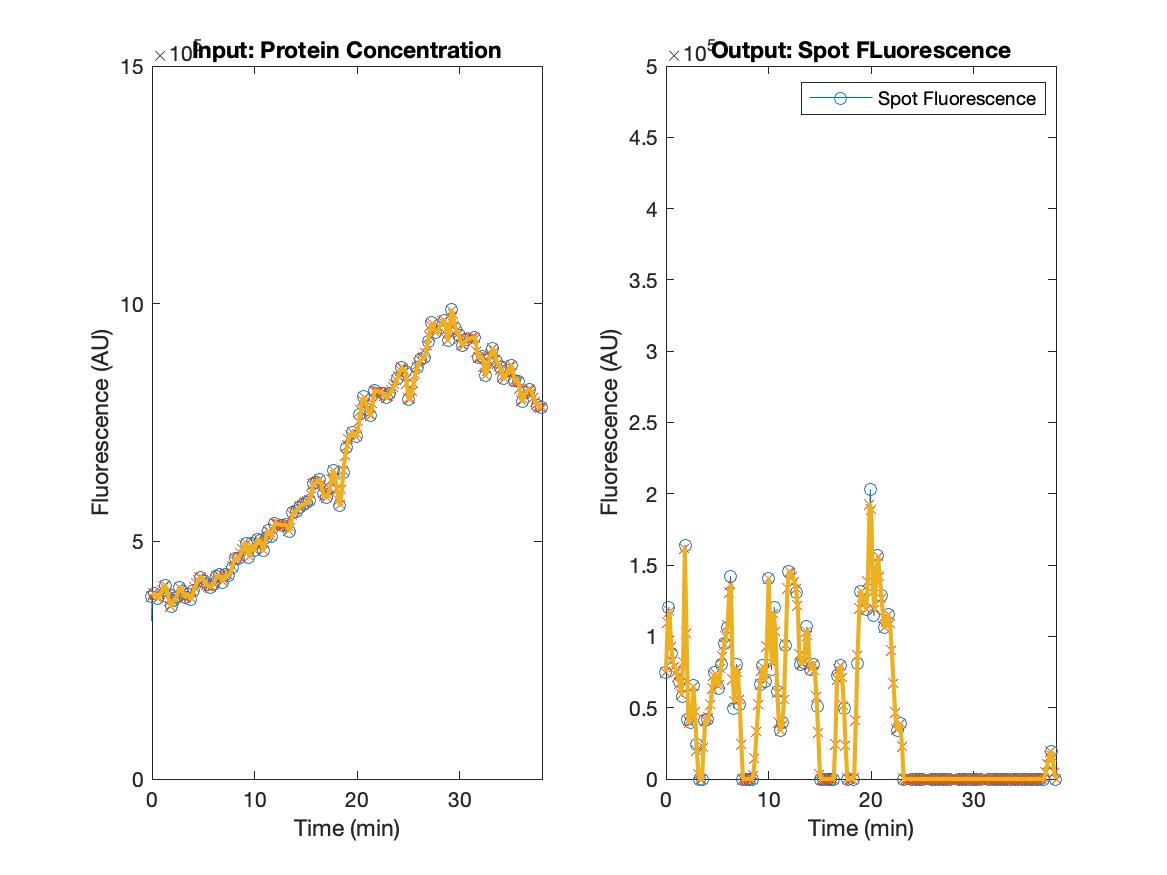 Input: Protein Concentration
×10^5
15
10
5
0
0 10 20 30
Fluorescence (AU)
Time (min)
Output: Spot FLuorescence
×10^5
Spot Fluorescence
5
4.5
4
3.5
3
2.5
2
1.5
1
0.5
0
0 10 20 30
Fluorescence (AU)
Time (min)